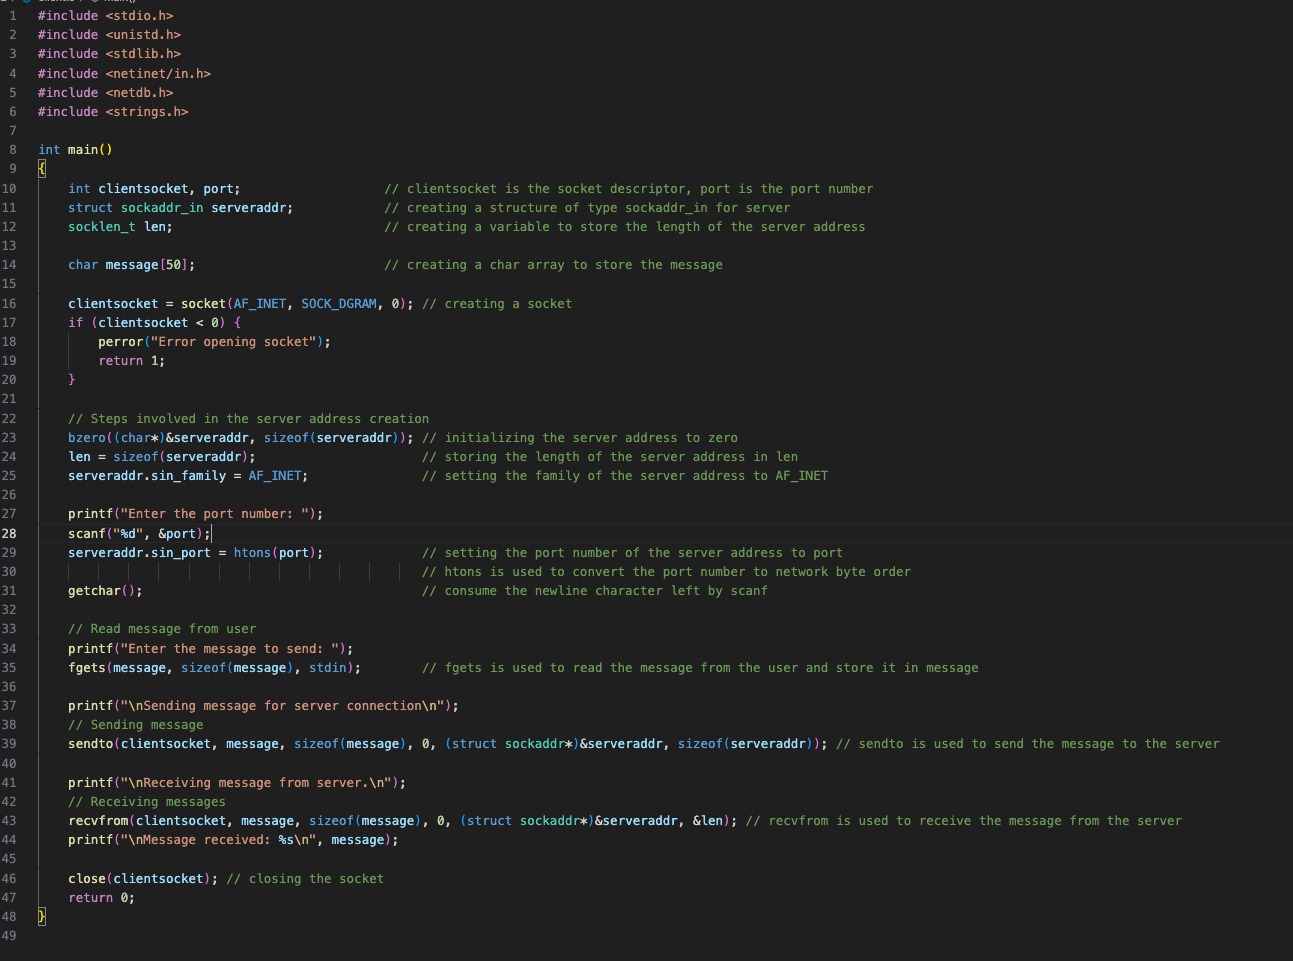 1 #include <stdio.h>
2 #include <unistd.h>
3 #include <stdlib.h>
4 #include <netinet/in.h>
5 #include <netdb.h>
6 #include <strings.h>
7
8 int main()
9 {
10 int clientsocket, port; // clientsocket is the socket descriptor, port is the port number
11 struct sockaddr_in serveraddr; // creating a structure of type sockaddr_in for server
12 socklen_t len; // creating a variable to store the length of the server address
13
14 char message[50]; // creating a char array to store the message
15
16 clientsocket = socket(AF_INET, SOCK_DGRAM, 0); // creating a socket
17 if (clientsocket < 0) {
18 perror("Error opening socket");
19 return 1;
20 }
21
22 // Steps involved in the server address creation
23 bzero((char*)&serveraddr, sizeof(serveraddr)); // initializing the server address to zero
24 len = sizeof(serveraddr); // storing the length of the server address in len
25 serveraddr.sin_family = AF_INET; // setting the family of the server address to AF_INET
26
27 printf("Enter the port number: ");
28 scanf("%d", &port);
29 serveraddr.sin_port = htons(port); // setting the port number of the server address to port
30 // htons is used to convert the port number to network byte order
31 getchar(); // consume the newline character left by scanf
32
33 // Read message from user
34 printf("Enter the message to send: ");
35 fgets(message, sizeof(message), stdin); // fgets is used to read the message from the user and store it in message
36
37 printf("\nSending message for server connection\n");
38 // Sending message
39 sendto(clientsocket, message, sizeof(message), 0, (struct sockaddr*)&serveraddr, sizeof(serveraddr)); // sendto is used to send the message to the server
40
41 printf("\nReceiving message from server.\n");
42 // Receiving messages
43 recvfrom(clientsocket, message, sizeof(message), 0, (struct sockaddr*)&serveraddr, &len); // recvfrom is used to receive the message from the server
44 printf("\nMessage received: %s\n", message);
45
46 close(clientsocket); // closing the socket
47 return 0;
48 }
49